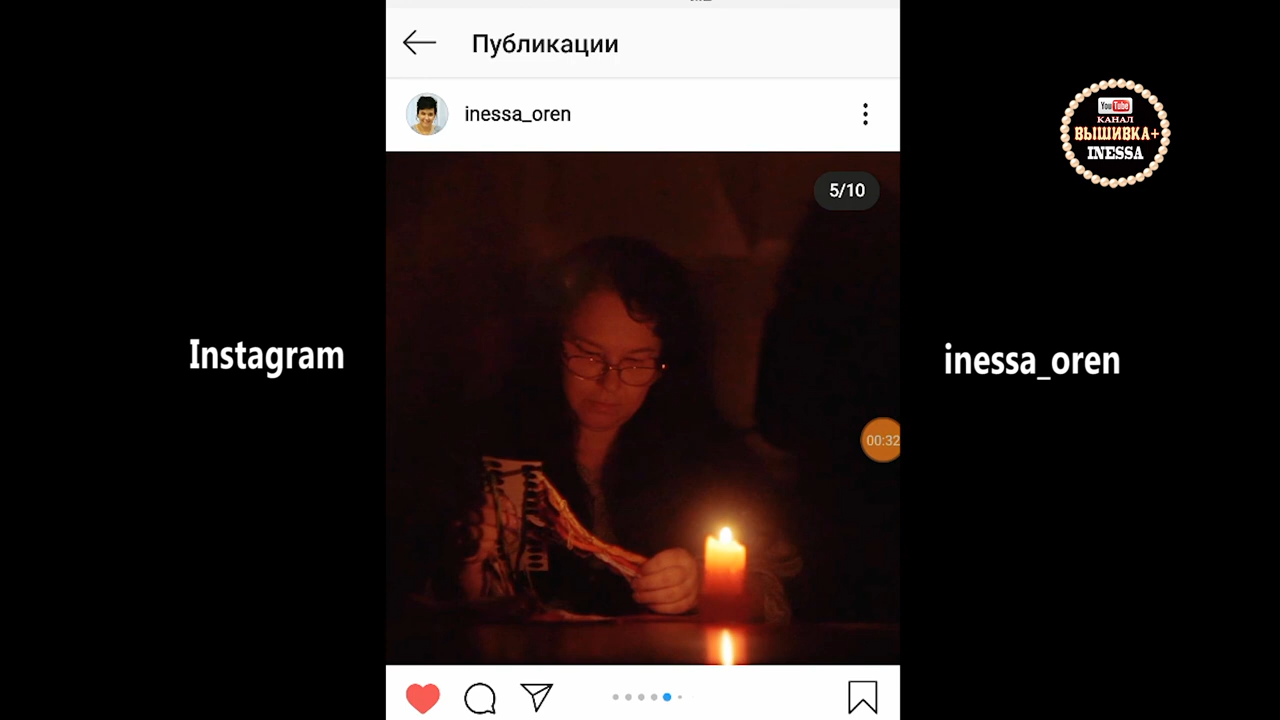 Публикации
inessa_oren
5/10
YouTube
КАНАЛ
ВЫШИВКА+
INESSA
Instagram
inessa_oren
00:32